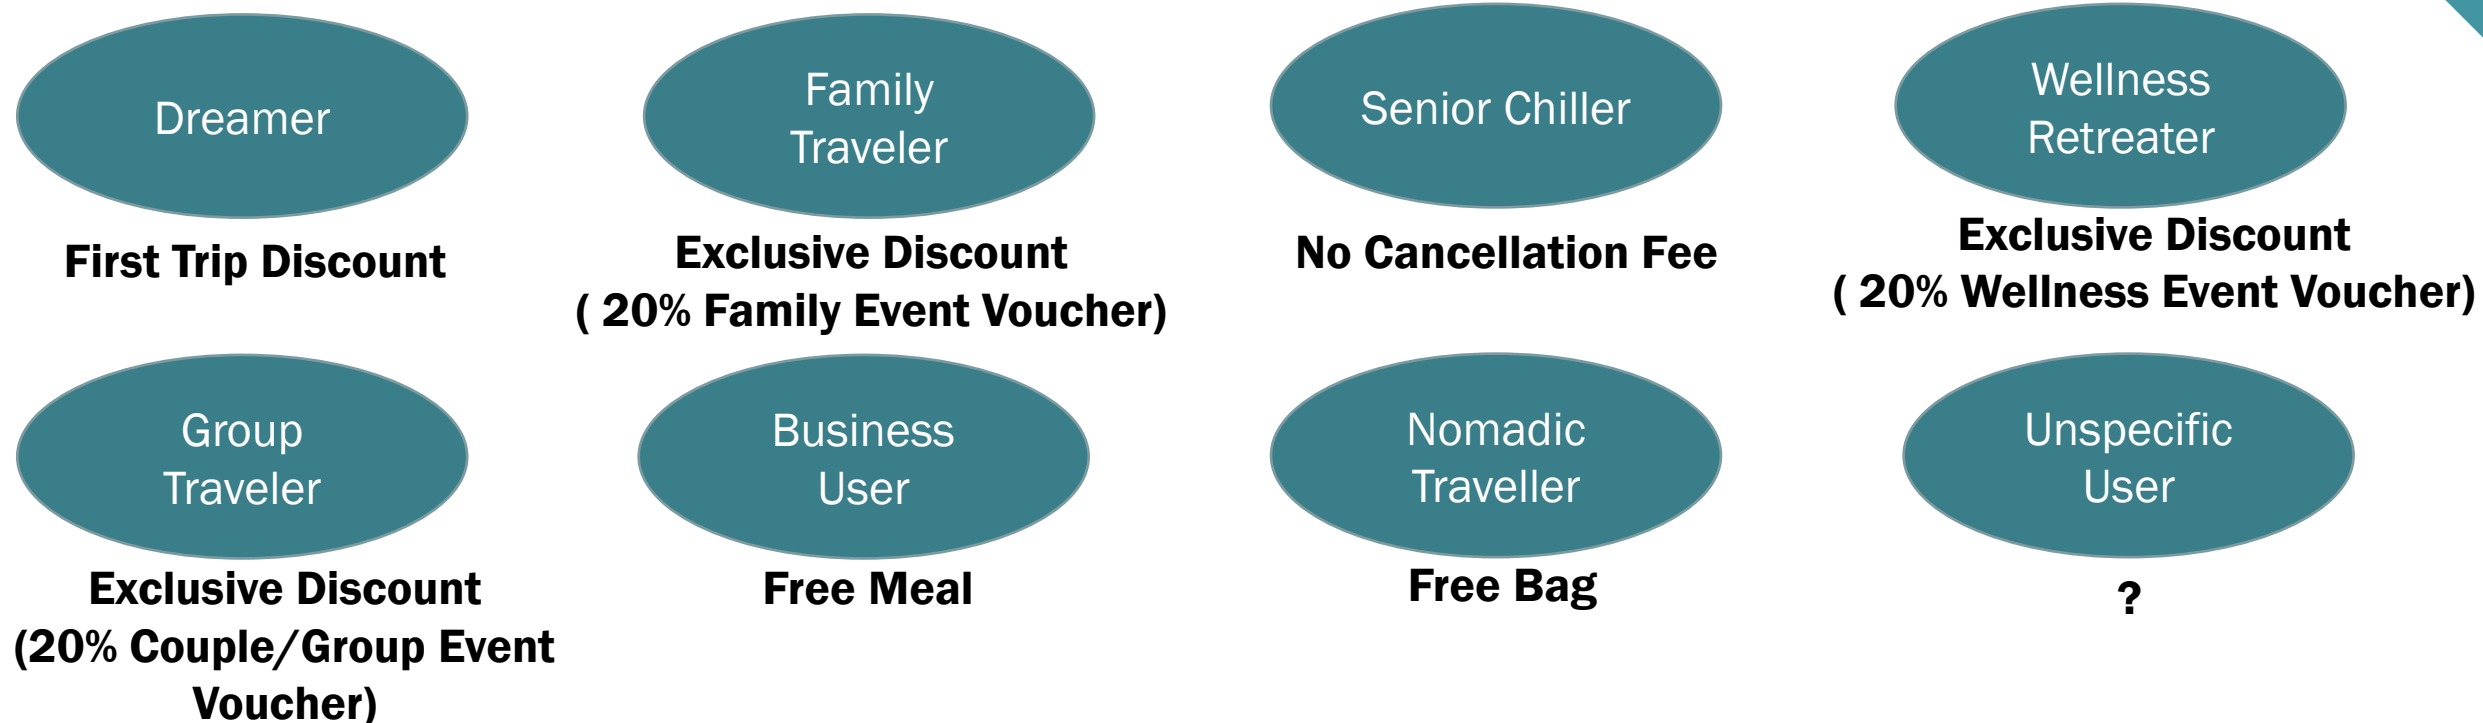 Dreamer
First Trip Discount
Family
Traveler
Exclusive Discount
( 20% Family Event Voucher)
Senior Chiller
No Cancellation Fee
Wellness
Retreater
Exclusive Discount
( 20% Wellness Event Voucher)
Group
Traveler
Exclusive Discount
(20% Couple/Group Event
Voucher)
Business
User
Free Meal
Nomadic
Traveller
Free Bag
Unspecific
User
?